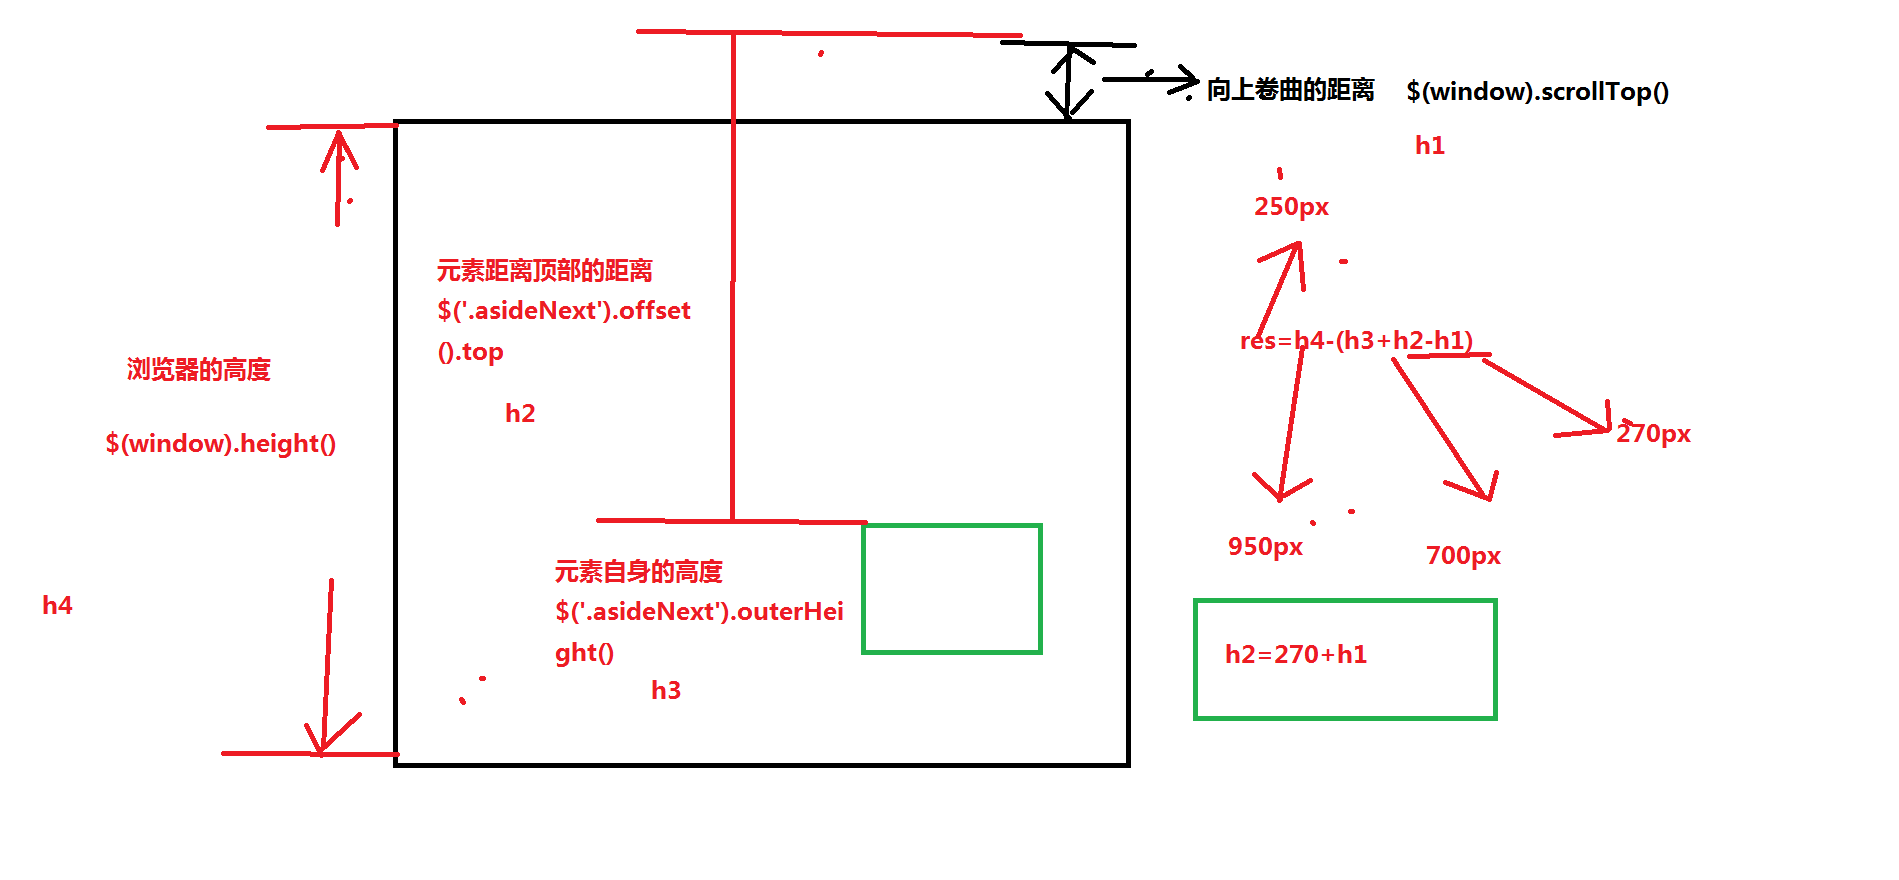 向上卷曲的距离 $(window).scrollTop()
h1
250px
元素距离顶部的距离
$('.asideNext').offset
().top
h2
浏览器的高度
$(window).height()
h4
res=h4-(h3+h2-h1)
270px
950px
700px
元素自身的高度
$('.asideNext').outerHei
ght()
h3
h2=270+h1